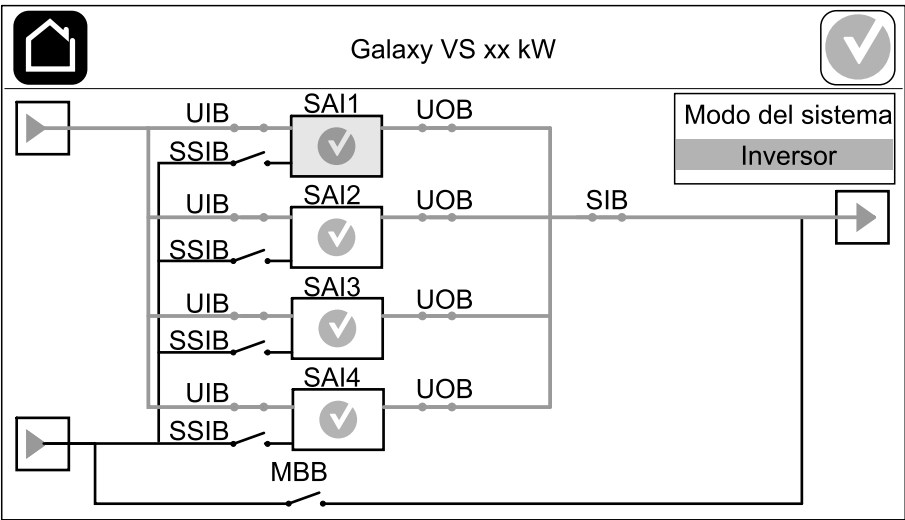 Galaxy VS xx kW
Modo del sistema
Inversor
UIB
SAI1
UOB
SSIB
UIB
SAI2
UOB
SIB
SSIB
UIB
SAI3
UOB
SSIB
UIB
SAI4
UOB
SSIB
MBB